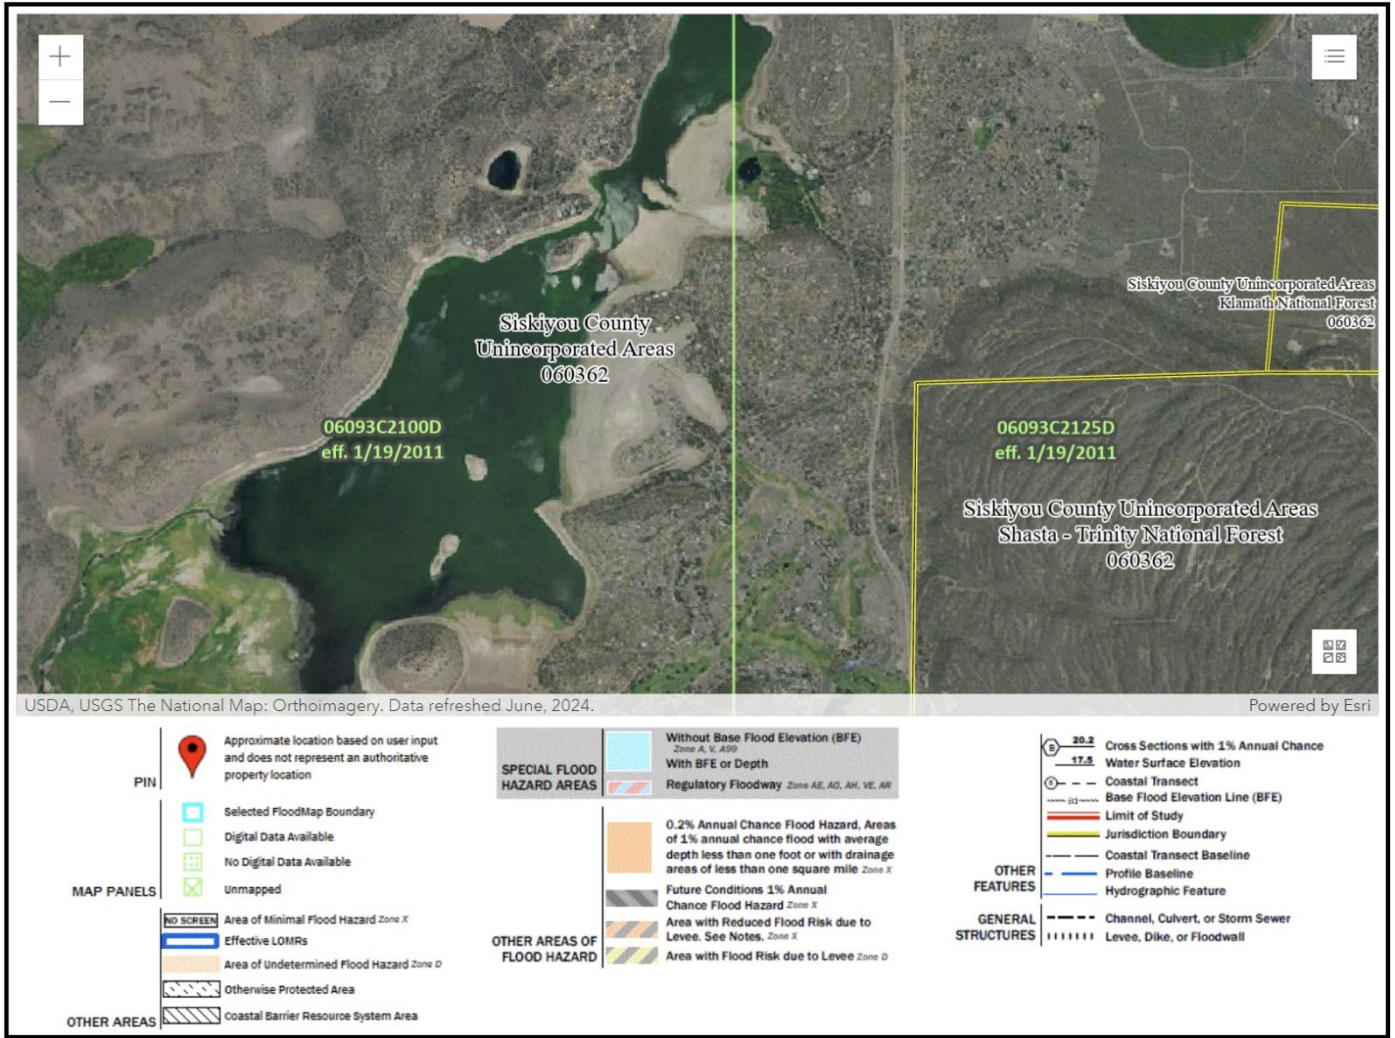 Siskiyou County Unincorporated Areas
Klamath National Forest
060362
Siskiyou County
Unincorporated Areas
060362
06093C2100D
eff. 1/19/2011
06093C2125D
eff. 1/19/2011
Siskiyou County Unincorporated Areas
Shasta - Trinity National Forest
060362
USDA, USGS The National Map: Orthoimagery. Data refreshed June, 2024.
Powered by Esri
PIN
Approximate location based on user input
and does not represent an authoritative
property location
MAP PANELS
Selected FloodMap Boundary
Digital Data Available
No Digital Data Available
Unmapped
OTHER AREAS
NO SCREEN Area of Minimal Flood Hazard Zone X
Effective LOMRs
Area of Undetermined Flood Hazard Zone D
Otherwise Protected Area
Coastal Barrier Resource System Area
SPECIAL FLOOD
HAZARD AREAS
Without Base Flood Elevation (BFE)
Zone A, V, A99
With BFE or Depth
Regulatory Floodway Zone AE, AO, AH, VE, AR
OTHER AREAS OF
FLOOD HAZARD
0.2% Annual Chance Flood Hazard, Areas
of 1% annual chance flood with average
depth less than one foot or with drainage
areas of less than one square mile Zone X
Future Conditions 1% Annual
Chance Flood Hazard Zone X
Area with Reduced Flood Risk due to
Levee. See Notes. Zone X
Area with Flood Risk due to Levee Zone D
OTHER
FEATURES
B 20.2 Cross Sections with 1% Annual Chance
17.5 Water Surface Elevation
8 Coastal Transect
513 Base Flood Elevation Line (BFE)
Limit of Study
Jurisdiction Boundary
Coastal Transect Baseline
Profile Baseline
Hydrographic Feature
GENERAL
STRUCTURES
Channel, Culvert, or Storm Sewer
Levee, Dike, or Floodwall